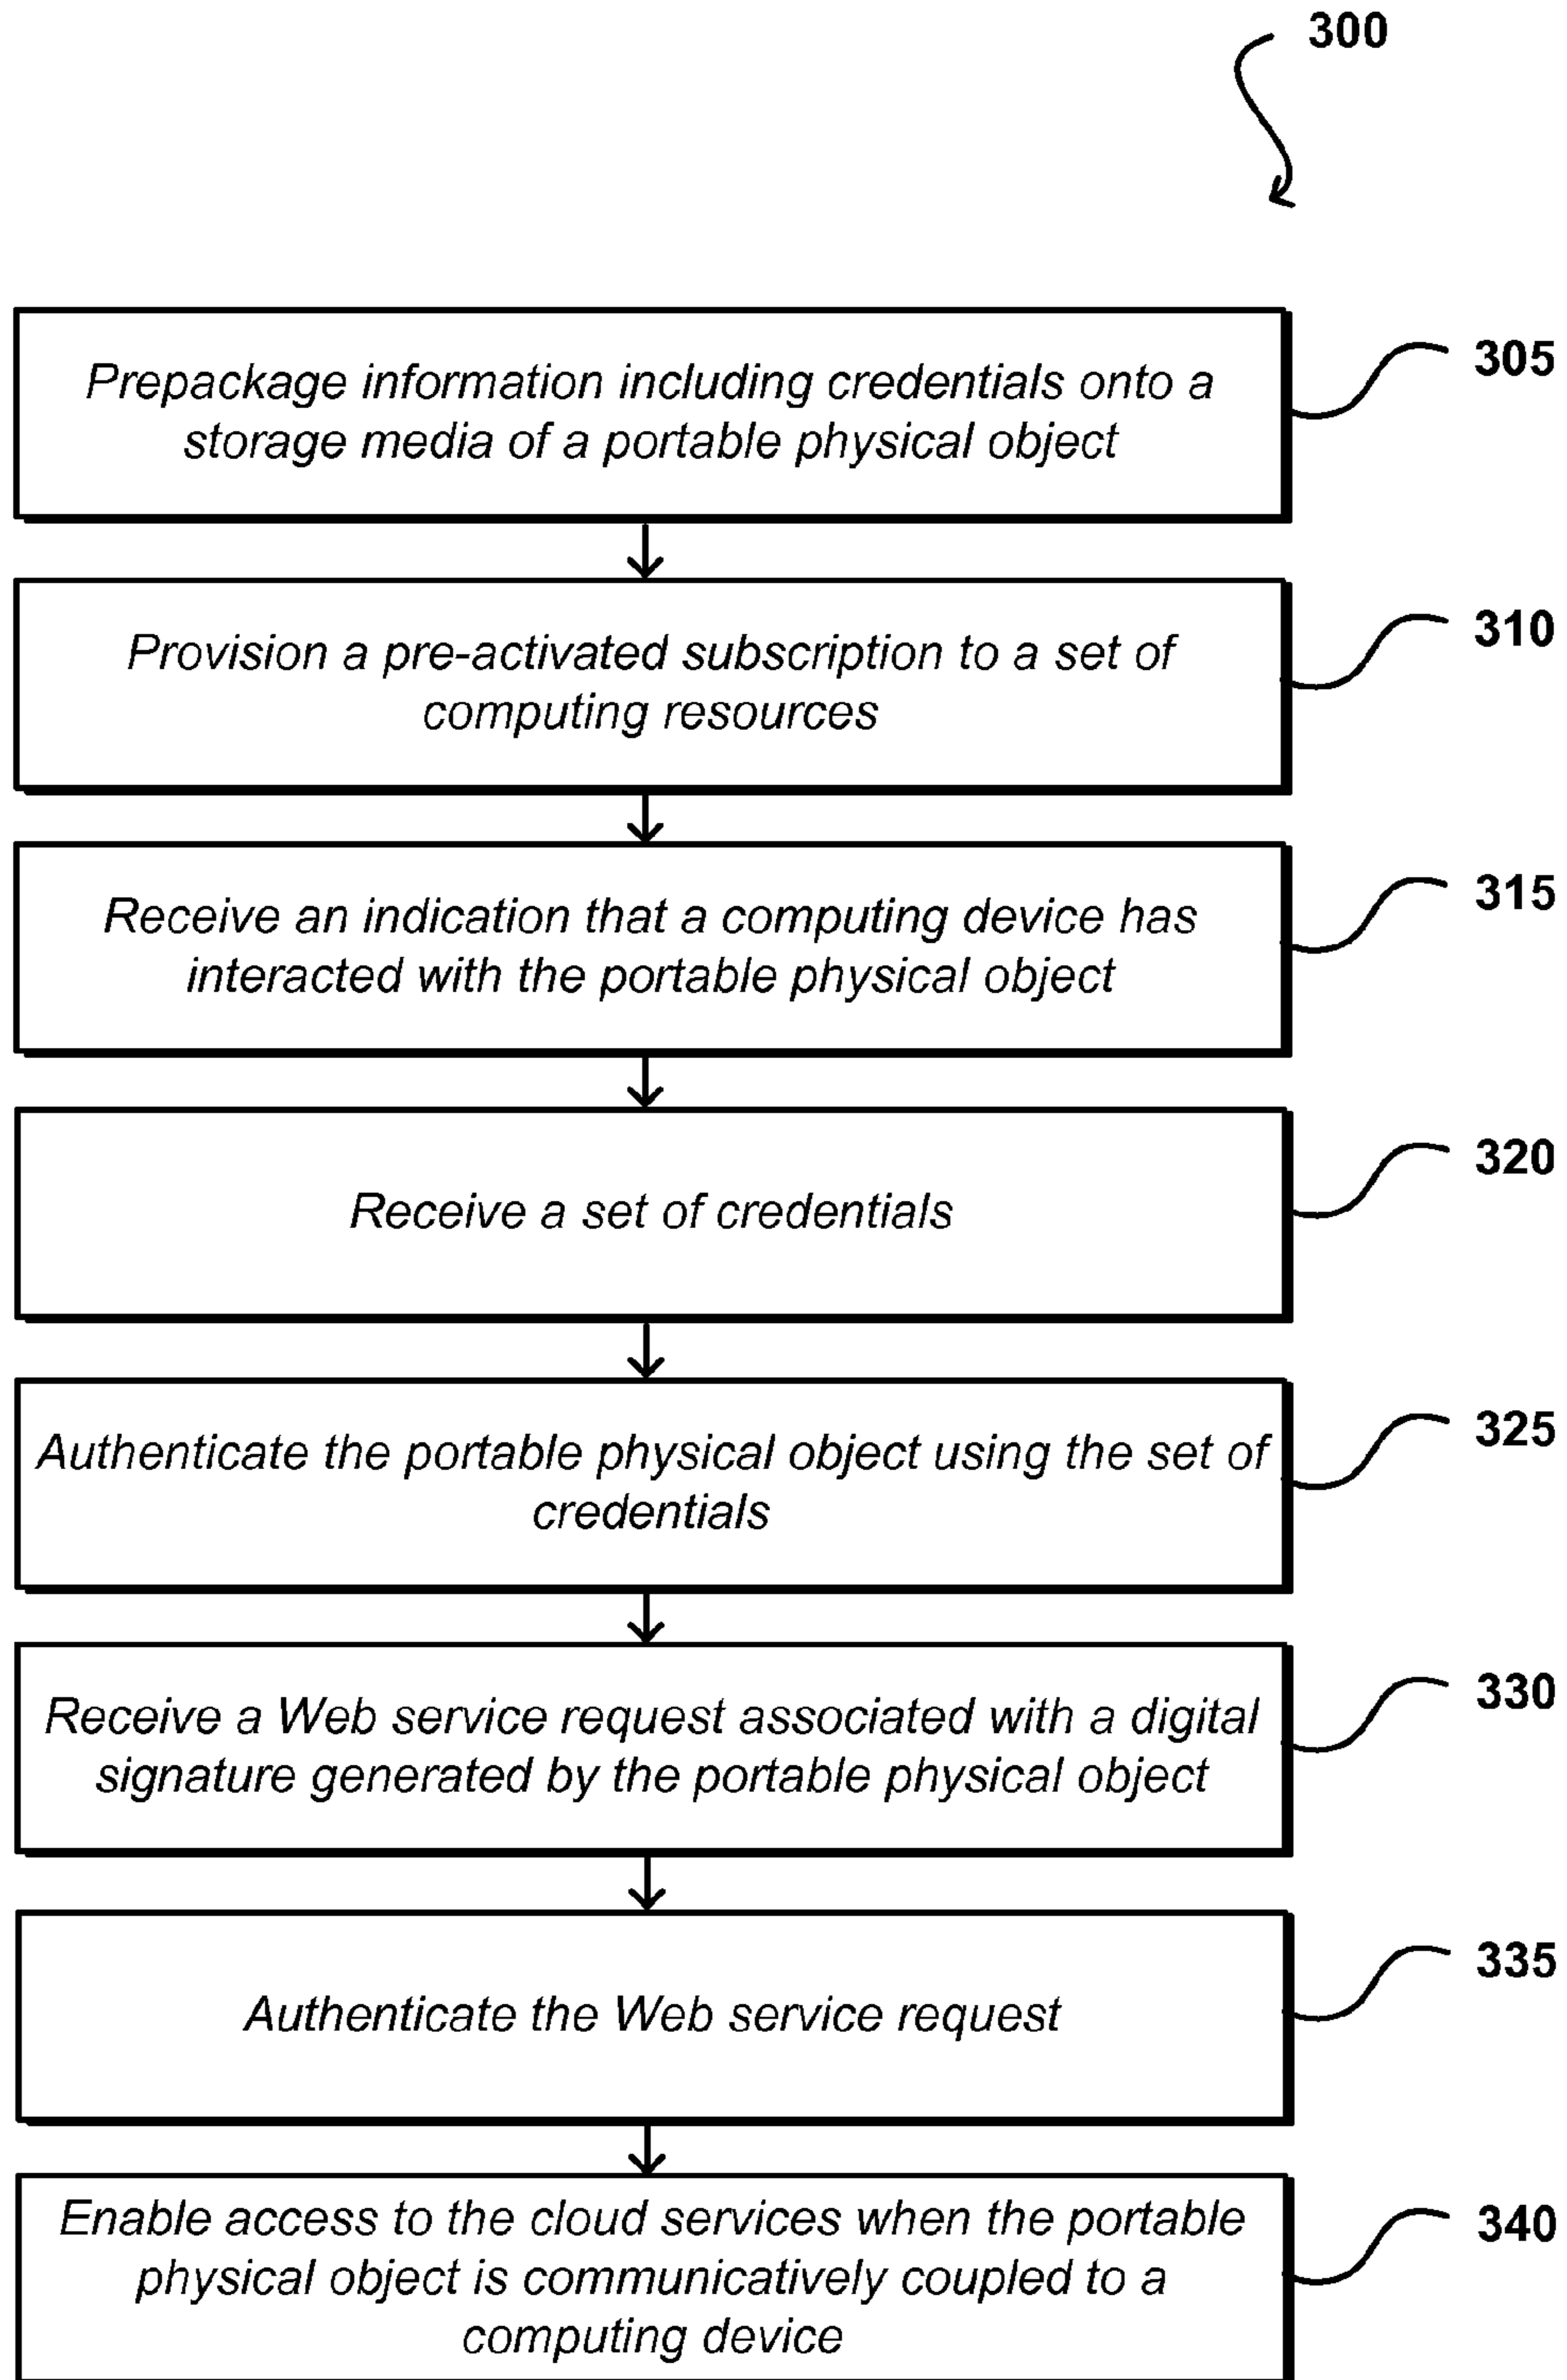 300
Prepackage information including credentials onto a
storage media of a portable physical object
305
Provision a pre-activated subscription to a set of
computing resources
310
Receive an indication that a computing device has
interacted with the portable physical object
315
Receive a set of credentials
320
Authenticate the portable physical object using the set of
credentials
325
Receive a Web service request associated with a digital
signature generated by the portable physical object
330
Authenticate the Web service request
335
Enable access to the cloud services when the portable
physical object is communicatively coupled to a
computing device
340